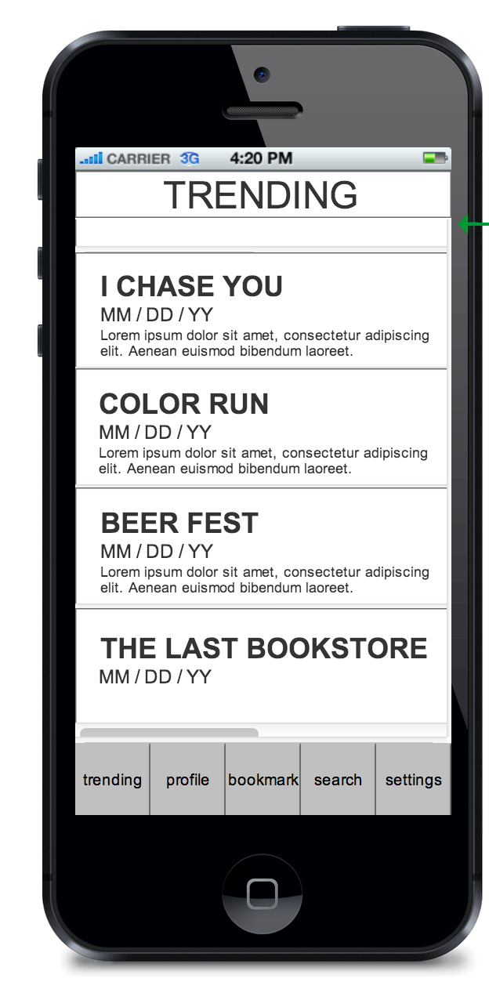 CARRIER 3G 4:20 PM
TRENDING
I CHASE YOU
MM / DD / YY
Lorem ipsum dolor sit amet, consectetur adipiscing
elit. Aenean euismod bibendum laoreet.
COLOR RUN
MM / DD / YY
Lorem ipsum dolor sit amet, consectetur adipiscing
elit. Aenean euismod bibendum laoreet.
BEER FEST
MM / DD / YY
Lorem ipsum dolor sit amet, consectetur adipiscing
elit. Aenean euismod bibendum laoreet.
THE LAST BOOKSTORE
MM / DD / YY
trending profile bookmark search settings